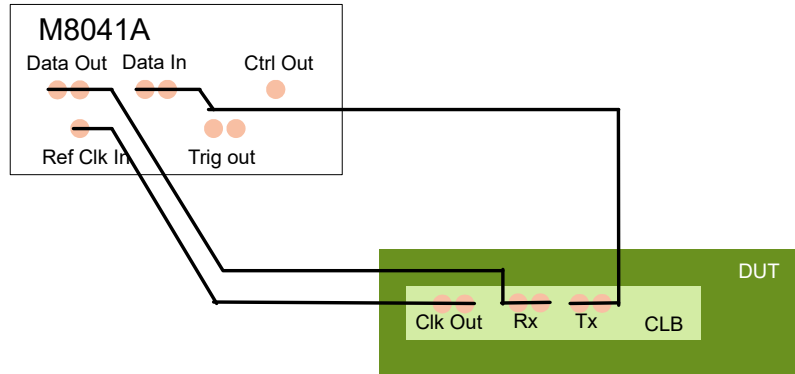 M8041A
Data Out Data In Ctrl Out
Ref Clk In Trig out
DUT
Clk Out Rx Tx CLB